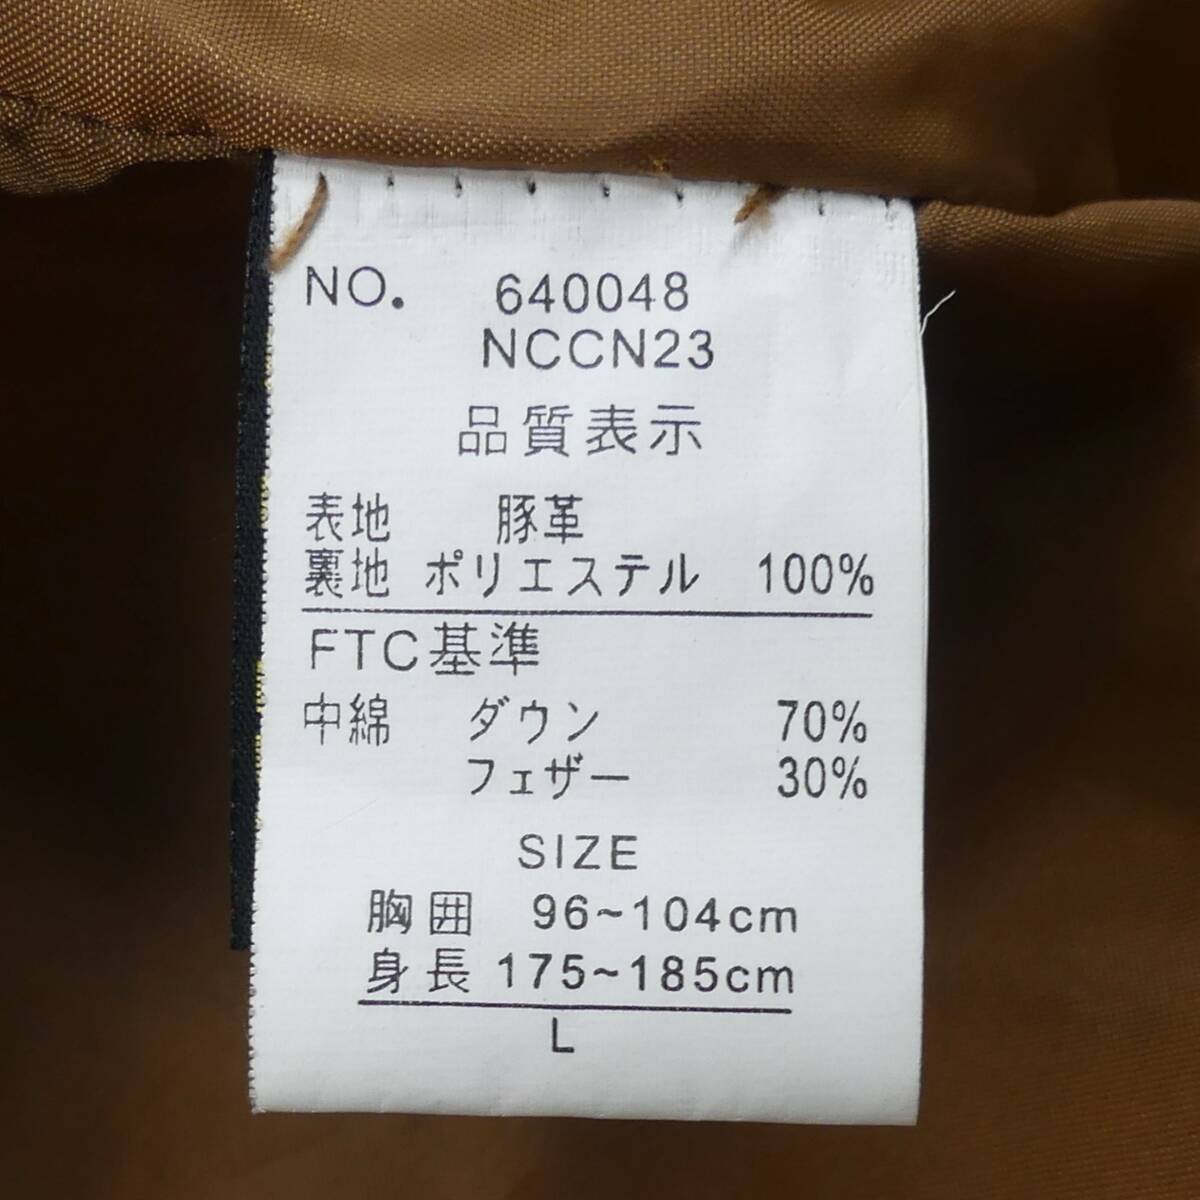 NO. 640048
NCCN23
品質表示
表地 豚革
裏地 ポリエステル 100%
FTC基準
中綿 ダウン 70%
フェザー 30%
SIZE
胸囲 96~104cm
身長 175~185cm
L